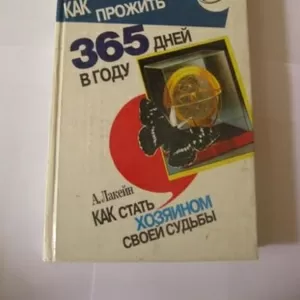 КАК ПРОЖИТЬ
365 ДНЕЙ
В ГОДУ
А. Лакейн
КАК СТАТЬ
ХОЗЯИНОМ
СВОЕЙ СУДЬБЫ